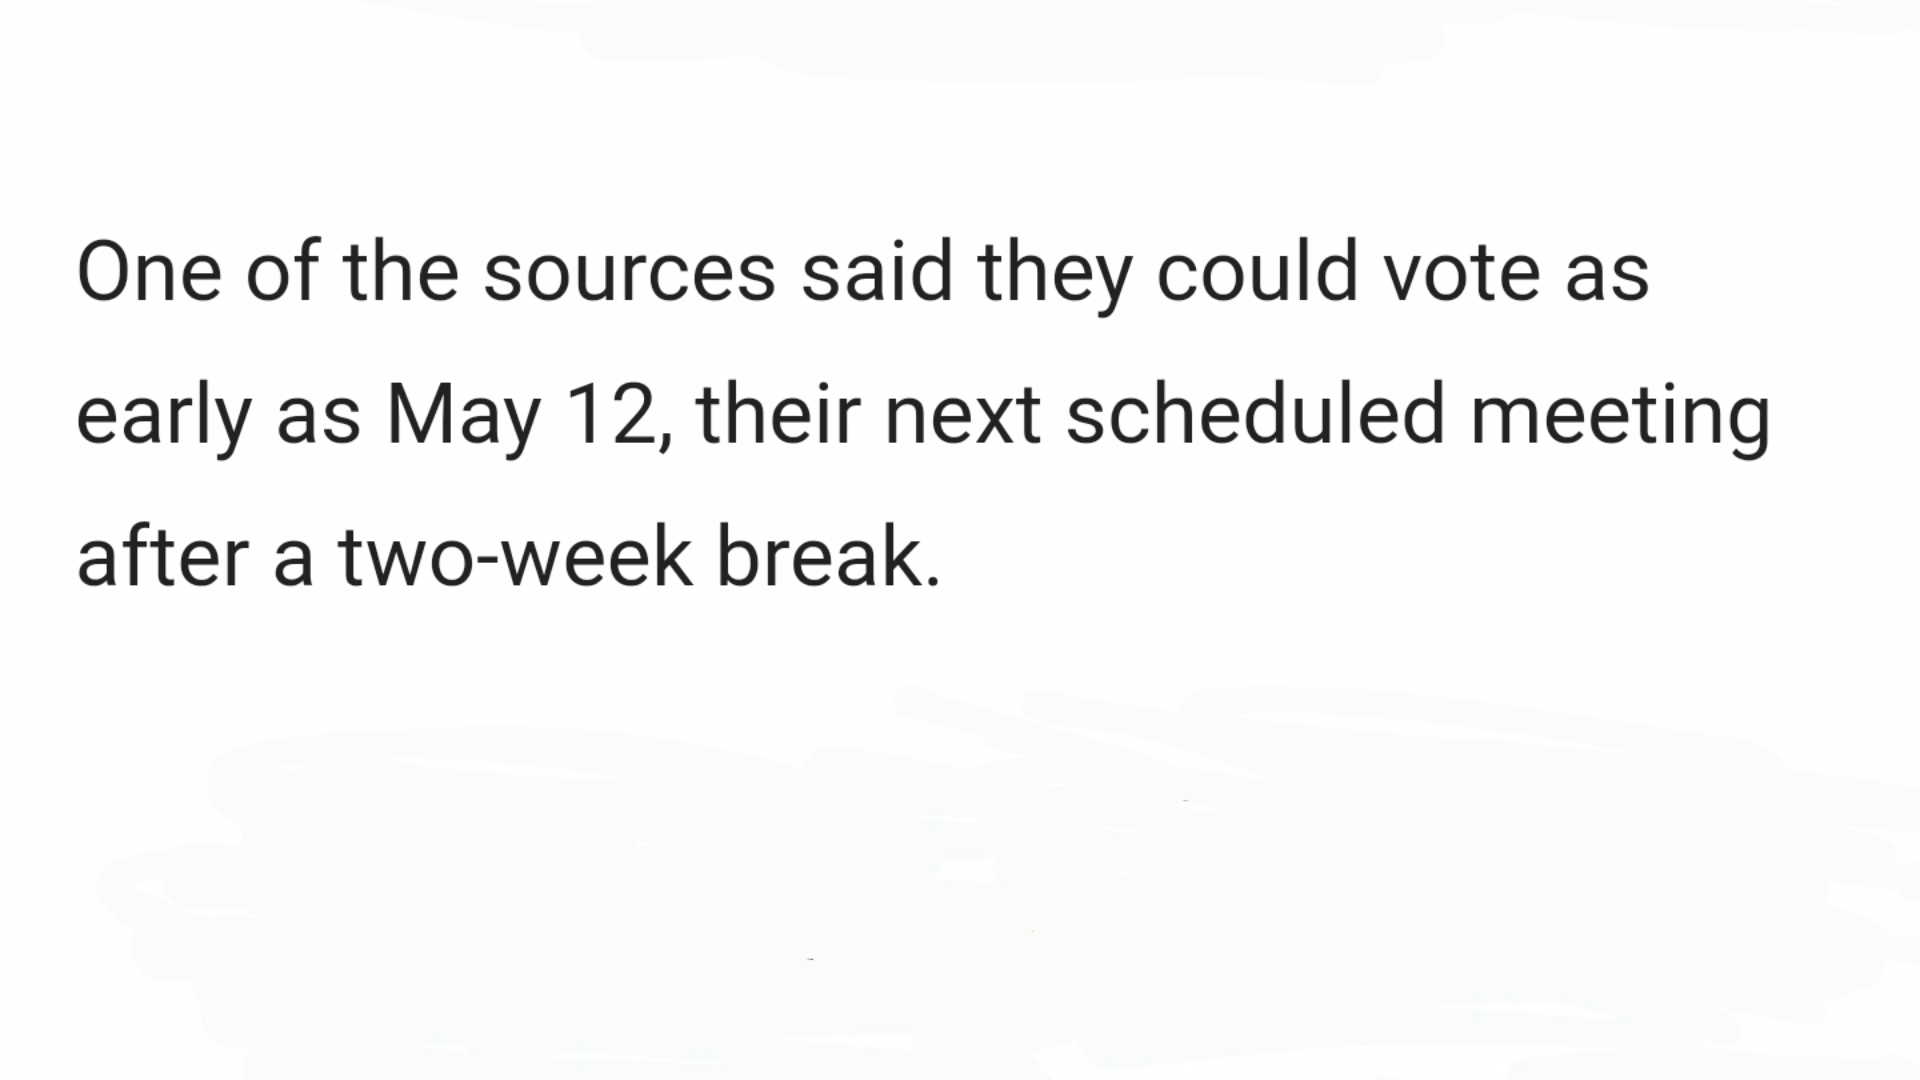 One of the sources said they could vote as
early as May 12, their next scheduled meeting
after a two-week break.